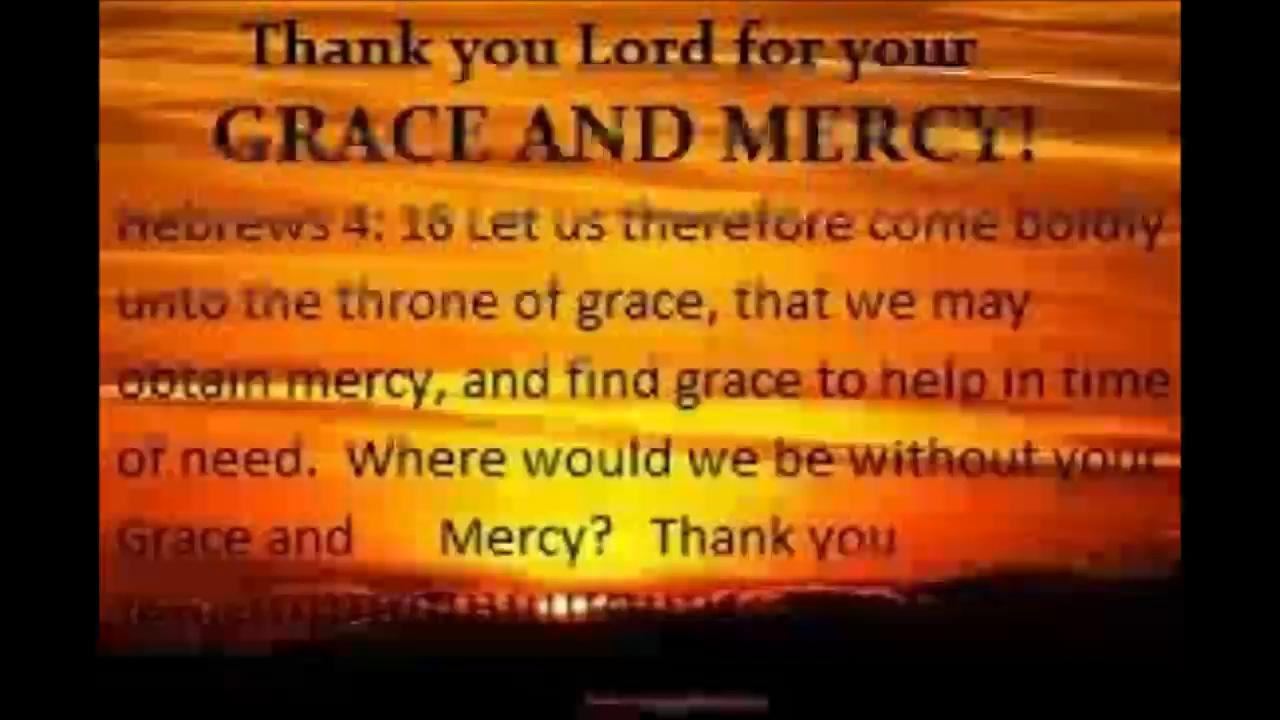 Thank you Lord for your
GRACE AND MERCY!
Hebrews 4: 16 Let us therefore come boldly
unto the throne of grace, that we may
obtain mercy, and find grace to help in time
of need. Where would we be without your
Grace and Mercy? Thank you